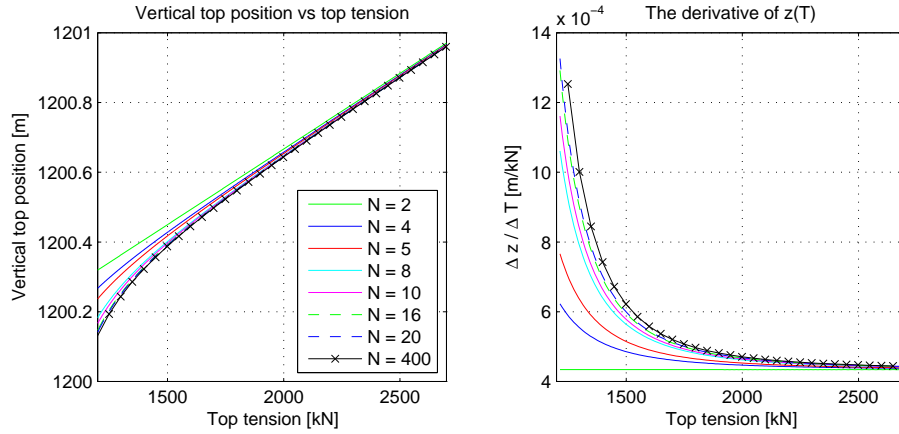 Vertical top position vs top tension
1201
1200.8
1200.6
1200.4
1200.2
1200
Vertical top position [m]
1500
2000
2500
Top tension [kN]
N = 2
N = 4
N = 5
N = 8
N = 10
N = 16
N = 20
N = 400
The derivative of z(T)
x 10⁻⁴
14
12
10
8
6
4
Δ z / Δ T [m/kN]
1500
2000
2500
Top tension [kN]